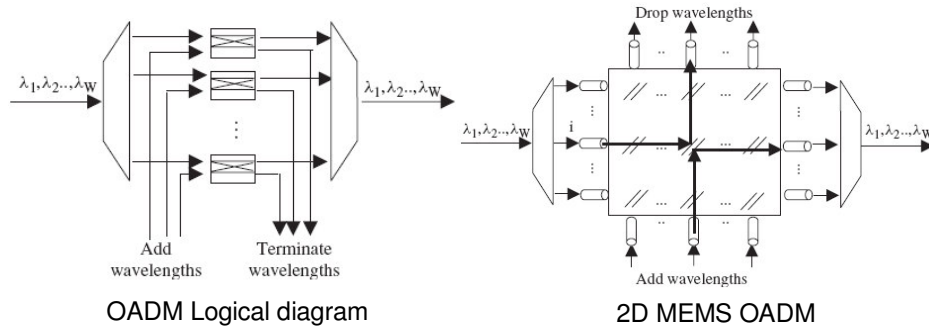 λ1,λ2..,λW
λ1,λ2..,λW
Add
wavelengths
Terminate
wavelengths
OADM Logical diagram
Drop wavelengths
..
..
λ1,λ2..,λW
i
λ1,λ2..,λW
...
...
...
...
...
...
..
..
Add wavelengths
2D MEMS OADM